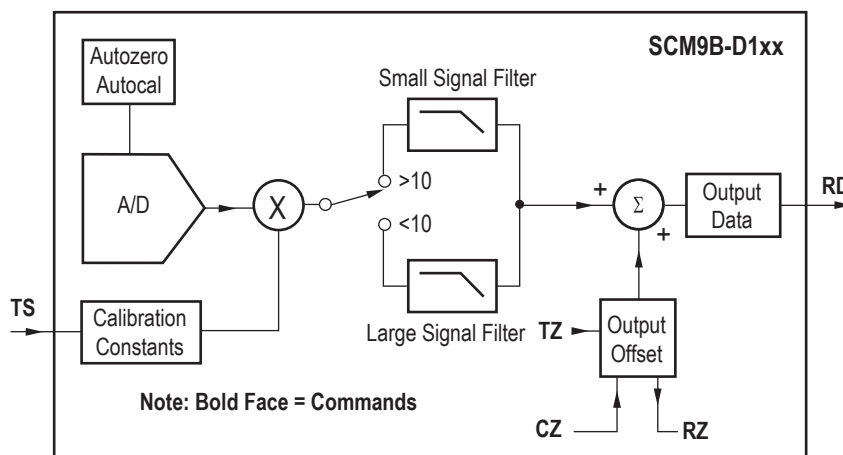 SCM9B-D1xx
Autozero
Autocal
Small Signal Filter
A/D
X
>10
<10
+
Σ
+
Output
Data
RD
TS
Calibration
Constants
Large Signal Filter
TZ
Output
Offset
Note: Bold Face = Commands
CZ
RZ